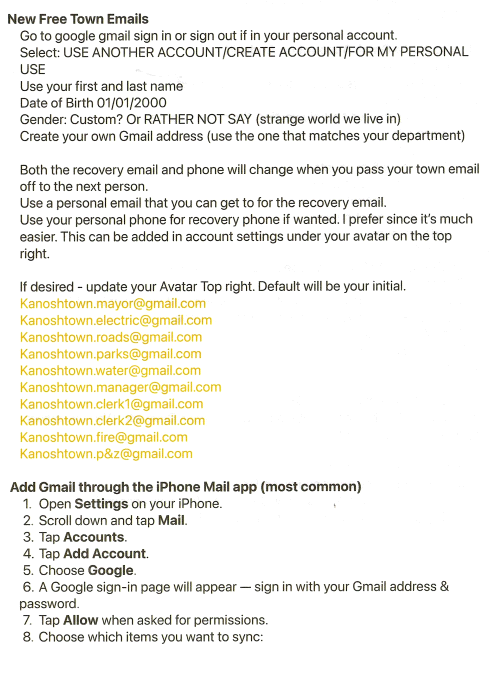 New Free Town Emails
Go to google gmail sign in or sign out if in your personal account.
Select: USE ANOTHER ACCOUNT/CREATE ACCOUNT/FOR MY PERSONAL
USE
Use your first and last name
Date of Birth 01/01/2000
Gender: Custom? Or RATHER NOT SAY (strange world we live in)
Create your own Gmail address (use the one that matches your department)
Both the recovery email and phone will change when you pass your town email
off to the next person.
Use a personal email that you can get to for the recovery email.
Use your personal phone for recovery phone if wanted. I prefer since it's much
easier. This can be added in account settings under your avatar on the top
right.
If desired - update your Avatar Top right. Default will be your initial.
Kanoshtown.mayor@gmail.com
Kanoshtown.electric@gmail.com
Kanoshtown.roads@gmail.com
Kanoshtown.parks@gmail.com
Kanoshtown.water@gmail.com
Kanoshtown.manager@gmail.com
Kanoshtown.clerk1@gmail.com
Kanoshtown.clerk2@gmail.com
Kanoshtown.fire@gmail.com
Kanoshtown.p&z@gmail.com
Add Gmail through the iPhone Mail app (most common)
1. Open Settings on your iPhone.
2. Scroll down and tap Mail.
3. Tap Accounts.
4. Tap Add Account.
5. Choose Google.
6. A Google sign-in page will appear — sign in with your Gmail address &
password.
7. Tap Allow when asked for permissions.
8. Choose which items you want to sync: